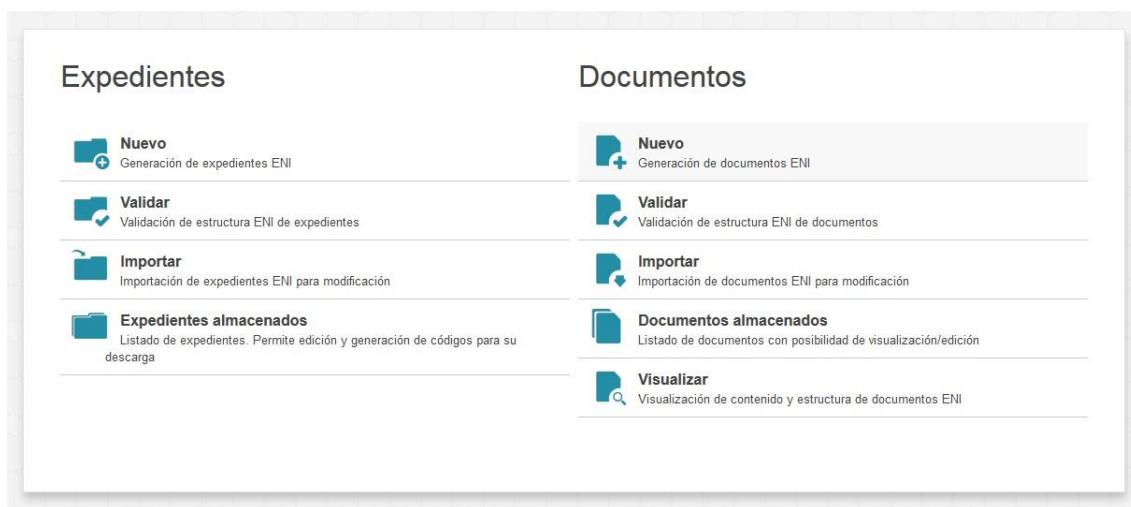 Expedientes
Nuevo
Generación de expedientes ENI
Validar
Validación de estructura ENI de expedientes
Importar
Importación de expedientes ENI para modificación
Expedientes almacenados
Listado de expedientes. Permite edición y generación de códigos para su
descarga
Documentos
Nuevo
Generación de documentos ENI
Validar
Validación de estructura ENI de documentos
Importar
Importación de documentos ENI para modificación
Documentos almacenados
Listado de documentos con posibilidad de visualización/edición
Visualizar
Visualización de contenido y estructura de documentos ENI